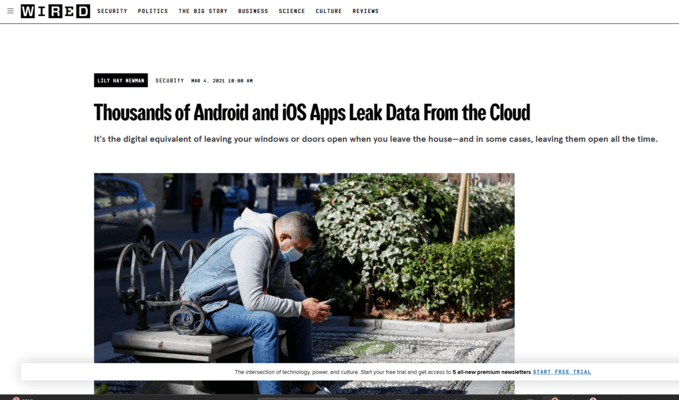 WIRED
SECURITY POLITICS THE BIG STORY BUSINESS SCIENCE CULTURE REVIEWS
LILY HAY NEWMAN SECURITY MAR 4, 2021 10:00 AM
Thousands of Android and iOS Apps Leak Data From the Cloud
It's the digital equivalent of leaving your windows or doors open when you leave the house—and in some cases, leaving them open all the time.
The intersection of technology, power, and culture. Start your free trial and get access to 5 all-new premium newsletters START FREE TRIAL